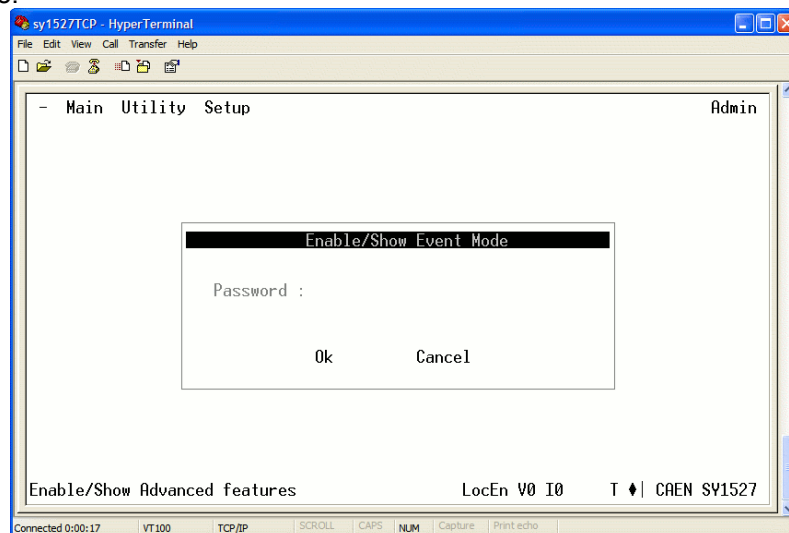 sy1527TCP - HyperTerminal
File Edit View Call Transfer Help
- Main Utility Setup Admin
Enable/Show Event Mode
Password :
Ok Cancel
Enable/Show Advanced features LocEn V0 I0 T ♦| CAEN SY1527
Connected 0:00:17 VT100 TCP/IP SCROLL CAPS NUM Capture Print echo